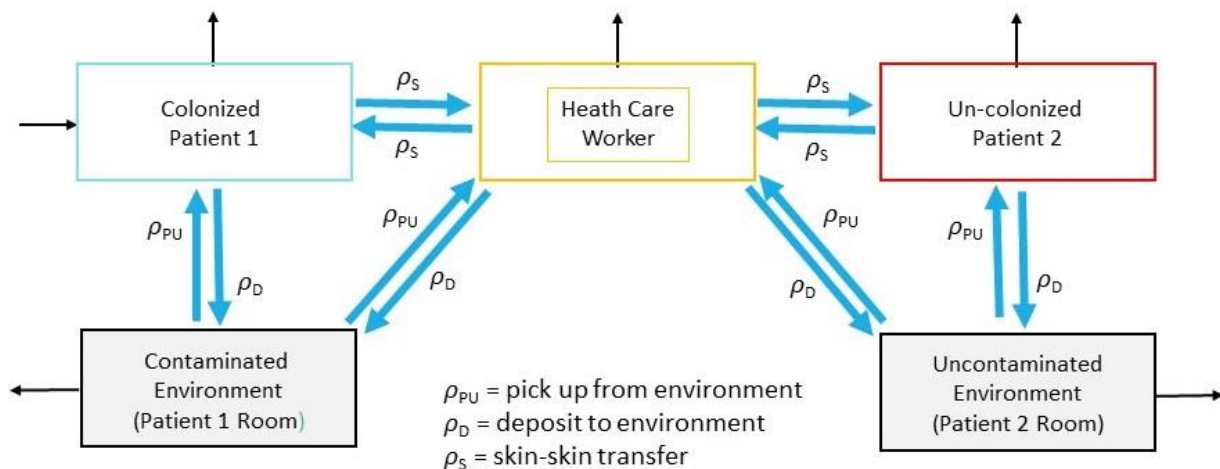 Colonized
Patient 1
ρS
ρS
Heath Care
Worker
ρS
ρS
Un-colonized
Patient 2
ρPU
ρD
ρPU
ρD
ρPU
ρD
ρPU
ρD
Contaminated
Environment
(Patient 1 Room)
ρPU = pick up from environment
ρD = deposit to environment
ρS = skin-skin transfer
Uncontaminated
Environment
(Patient 2 Room)